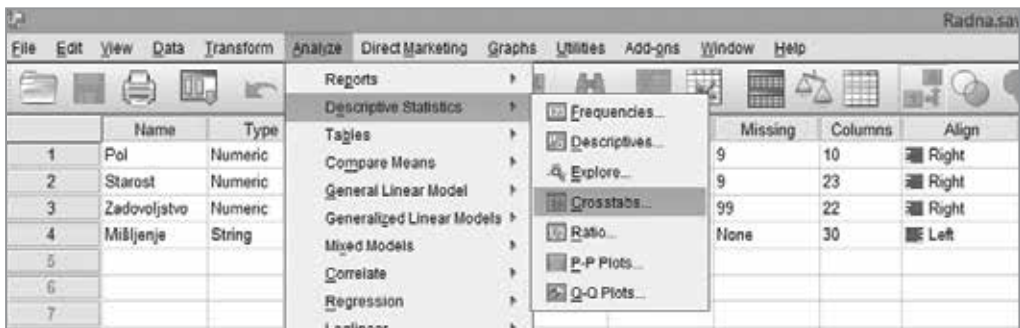 Radna.sav
File Edit View Data Transform Analyze Direct Marketing Graphs Utilities Add-ons Window Help
Reports
Descriptive Statistics
Tables
Compare Means
General Linear Model
Generalized Linear Models
Mixed Models
Correlate
Regression
Loglinear
Frequencies...
Descriptives...
Explore...
Crosstabs...
Ratio...
P-P Plots...
Q-Q Plots...
Name Type Missing Columns Align
1 Pol Numeric 9 10 Right
2 Starost Numeric 9 23 Right
3 Zadovoljstvo Numeric 99 22 Right
4 Mišljenje String None 30 Left
5
6
7